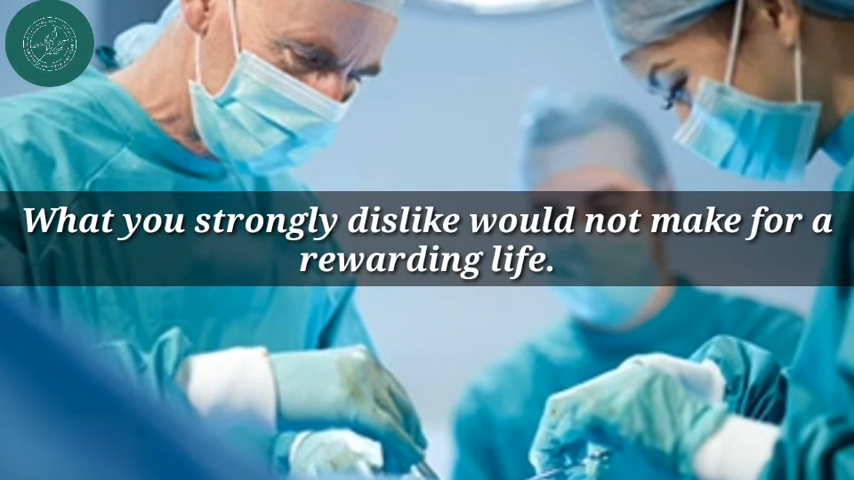 What you strongly dislike would not make for a
rewarding life.